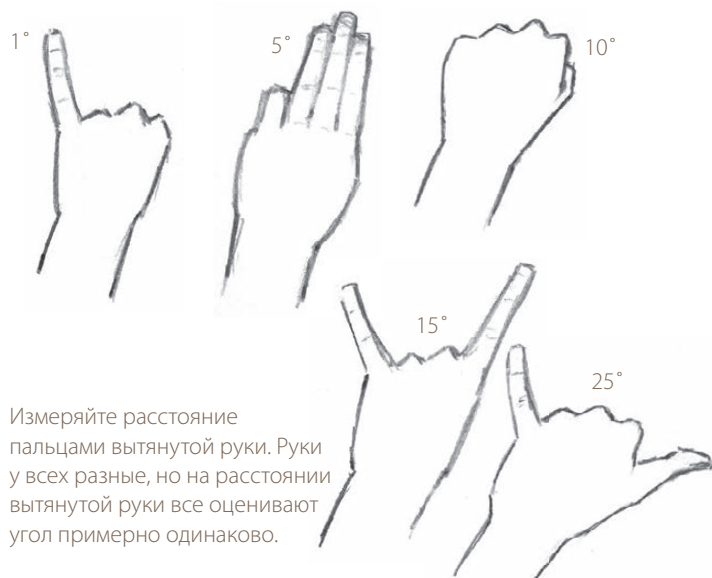 1˚
5˚
10˚
15˚
25˚
Измеряйте расстояние
пальцами вытянутой руки. Руки
у всех разные, но на расстоянии
вытянутой руки все оценивают
угол примерно одинаково.